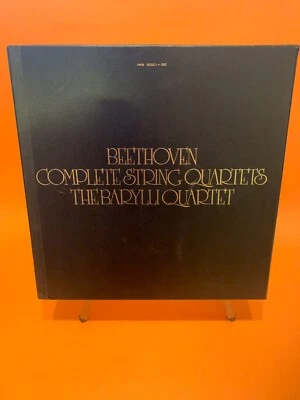 BEETHOVEN
COMPLETE STRING QUARTETS
THE BARYLLI QUARTET